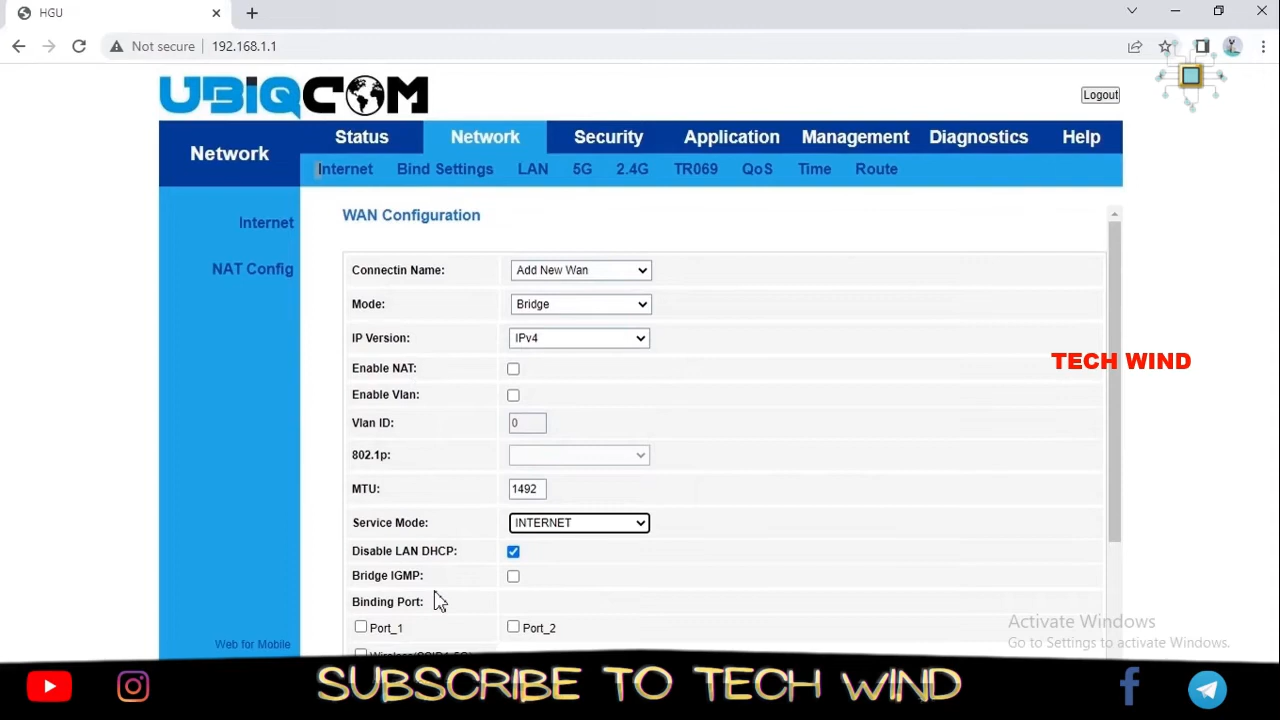 HGU
Not secure
192.168.1.1
UBIQCOM
Logout
Network
Status
Network
Security
Application
Management
Diagnostics
Help
Internet
Bind Settings
LAN
5G
2.4G
TR069
QoS
Time
Route
Internet
NAT Config
WAN Configuration
Connectin Name:
Add New Wan
Mode:
Bridge
IP Version:
IPv4
TECH WIND
Enable NAT:
Enable Vlan:
Vlan ID:
0
802.1p:
MTU:
1492
Service Mode:
INTERNET
Disable LAN DHCP:
Bridge IGMP:
Binding Port:
Port_1
Port_2
Activate Windows
Go to Settings to activate Windows.
Web for Mobile
SUBSCRIBE TO TECH WIND